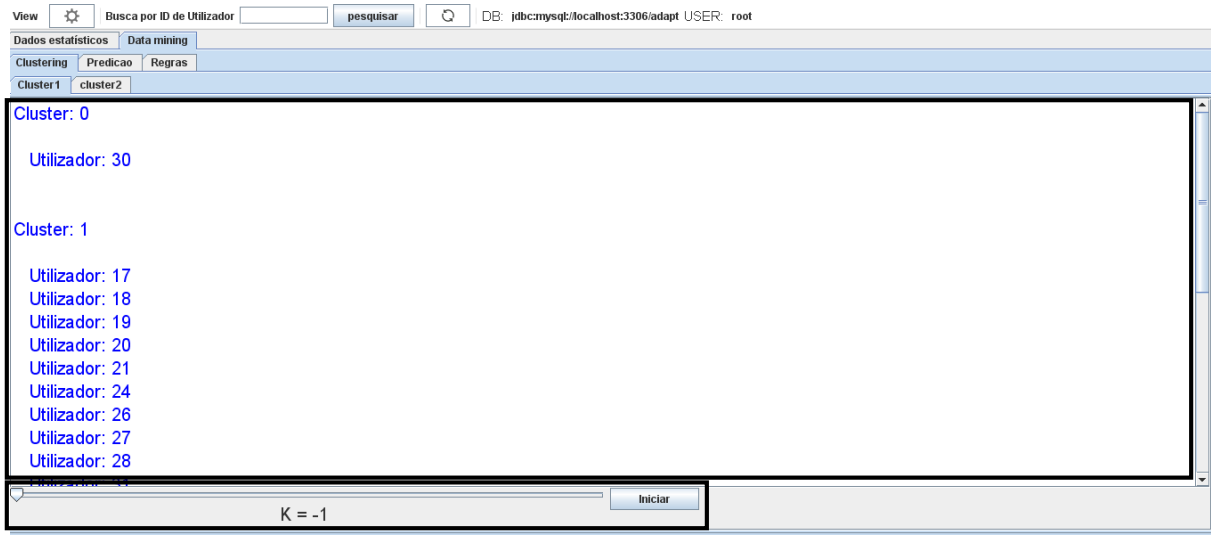 View Busca por ID de Utilizador pesquisar DB: jdbc:mysql://localhost:3306/adapt USER: root
Dados estatísticos Data mining
Clustering Predicao Regras
Cluster1 cluster2
Cluster: 0
Utilizador: 30
Cluster: 1
Utilizador: 17
Utilizador: 18
Utilizador: 19
Utilizador: 20
Utilizador: 21
Utilizador: 24
Utilizador: 26
Utilizador: 27
Utilizador: 28
Iniciar
K = -1